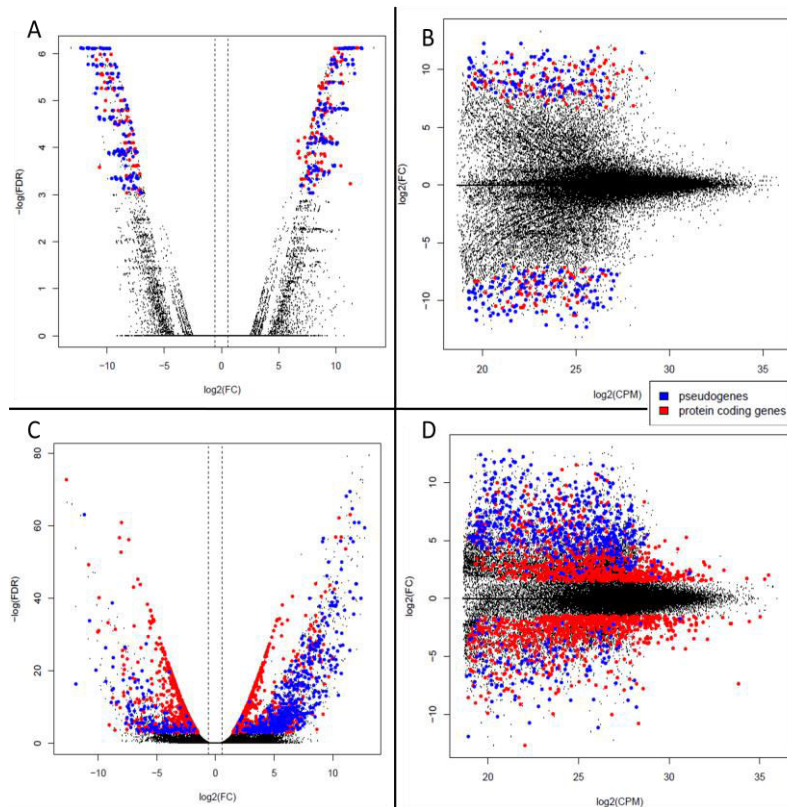 A
−log(FDR)
6
5
4
3
2
1
0
−10 −5 0 5 10
log2(FC)
B
log2(FC)
10
5
0
−5
−10
20 25 30 35
log2(CPM)
pseudogenes
protein coding genes
C
−log(FDR)
80
60
40
20
0
−10 −5 0 5 10
log2(FC)
D
log2(FC)
10
5
0
−5
−10
20 25 30 35
log2(CPM)